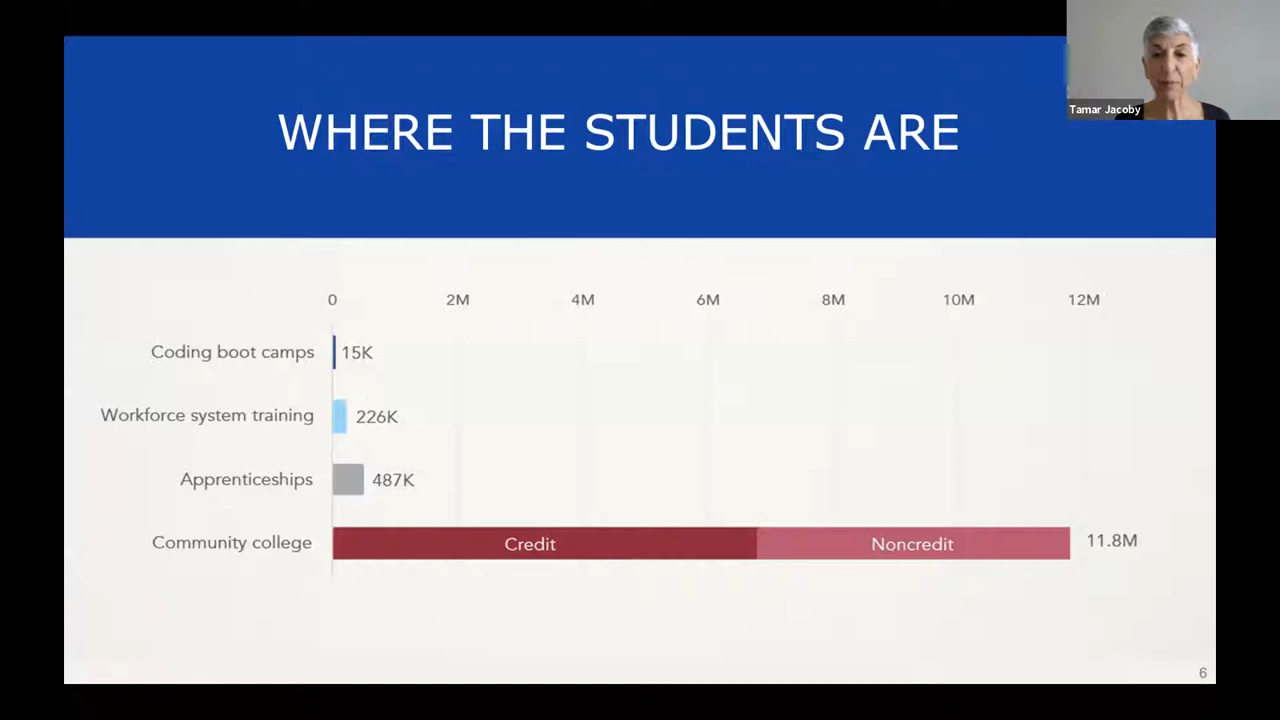 Tamar Jacoby
WHERE THE STUDENTS ARE
0 2M 4M 6M 8M 10M 12M
Coding boot camps 15K
Workforce system training 226K
Apprenticeships 487K
Community college Credit Noncredit 11.8M
6